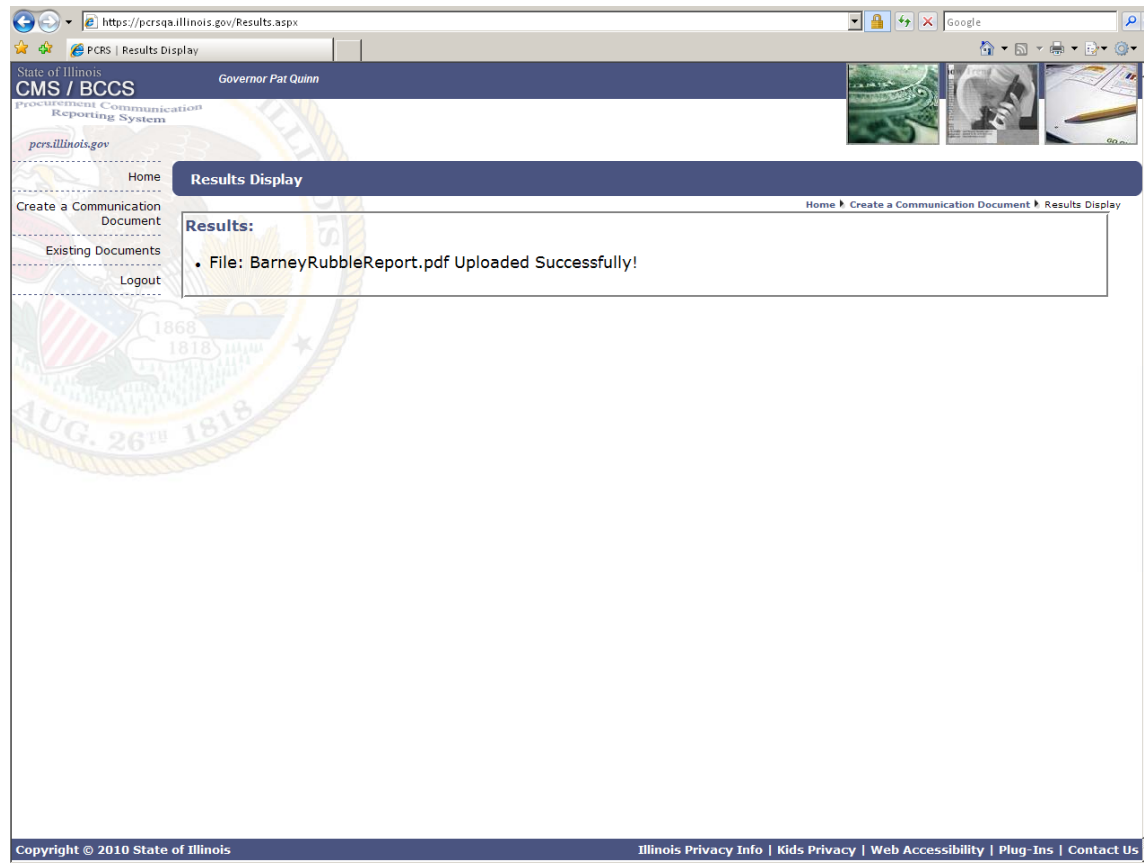 https://pcrsqa.illinois.gov/Results.aspx
Google
PCRS | Results Display
State of Illinois
CMS / BCCS
Governor Pat Quinn
Procurement Communication
Reporting System
pcrs.illinois.gov
Home
Create a Communication
Document
Existing Documents
Logout
Results Display
Home Create a Communication Document Results Display
Results:
• File: BarneyRubbleReport.pdf Uploaded Successfully!
1868
1818
AUG. 26TH 1818
Copyright © 2010 State of Illinois
Illinois Privacy Info | Kids Privacy | Web Accessibility | Plug-Ins | Contact Us